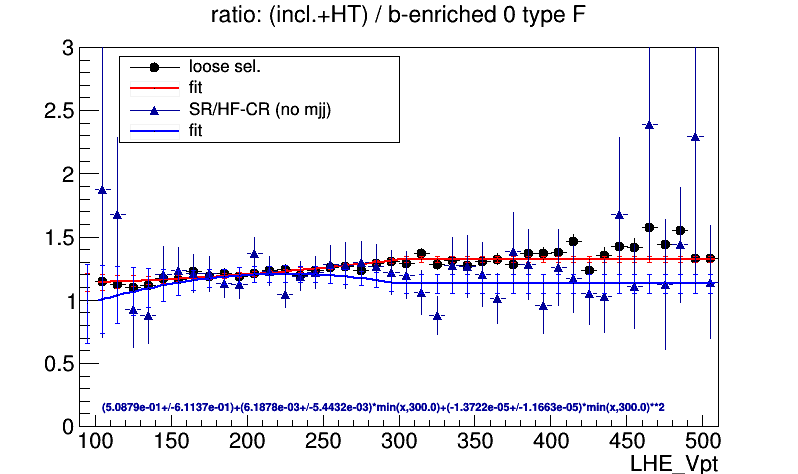 ratio: (incl.+HT) / b-enriched 0 type F
3
2.5
2
1.5
1
0.5
0
loose sel.
fit
SR/HF-CR (no mjj)
fit
(5.0879e-01+/-6.1137e-01)+(6.1878e-03+/-5.4432e-03)*min(x,300.0)+(-1.3722e-05+/-1.1663e-05)*min(x,300.0)**2
100 150 200 250 300 350 400 450 500
LHE_Vpt